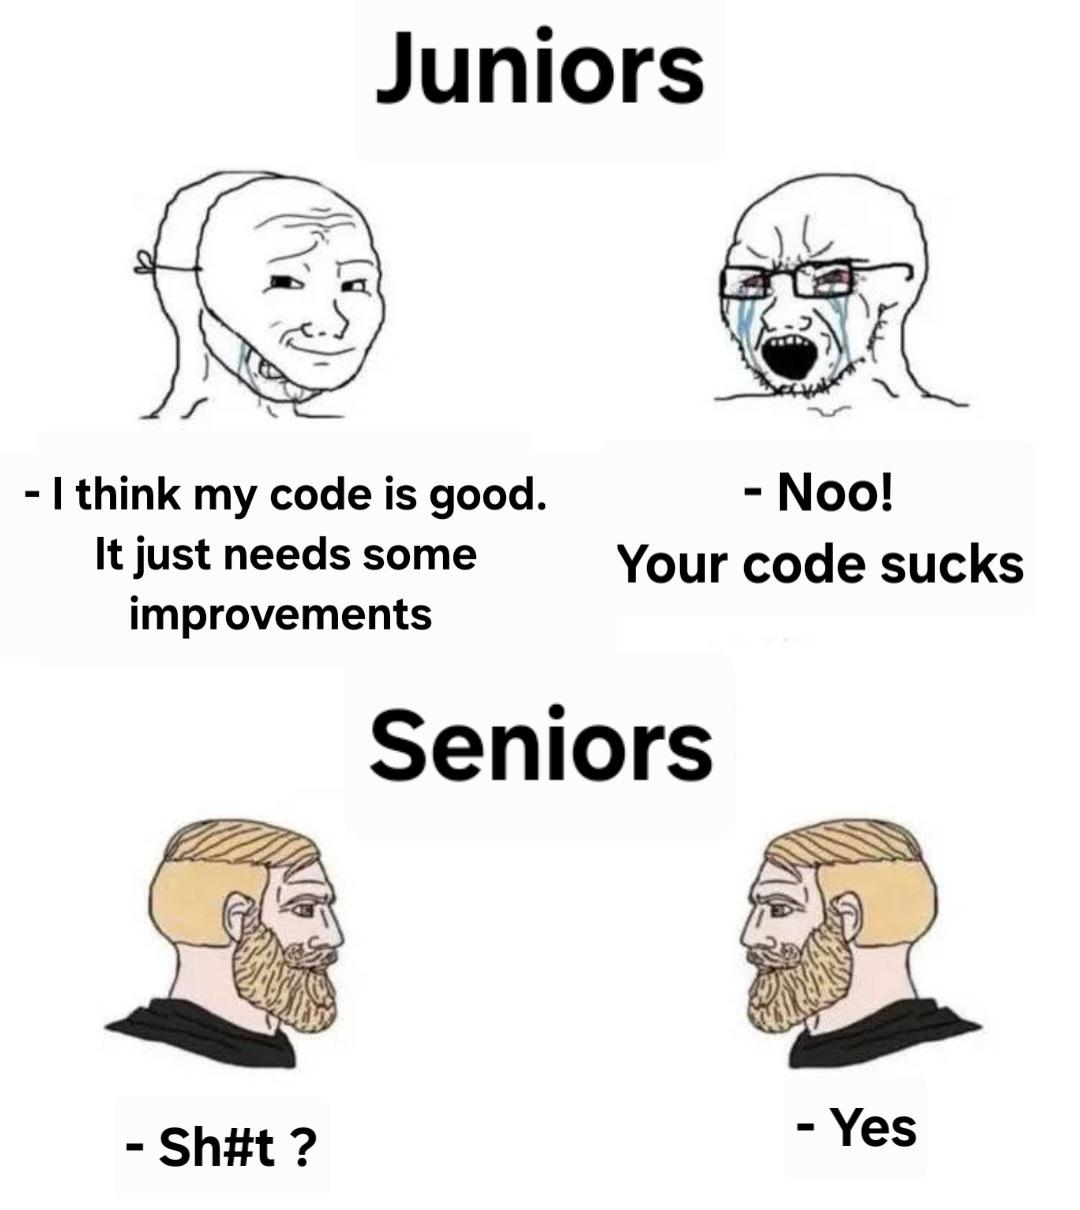 Juniors
- I think my code is good.
It just needs some
improvements
- Noo!
Your code sucks
Seniors
- Sh#t ?
- Yes